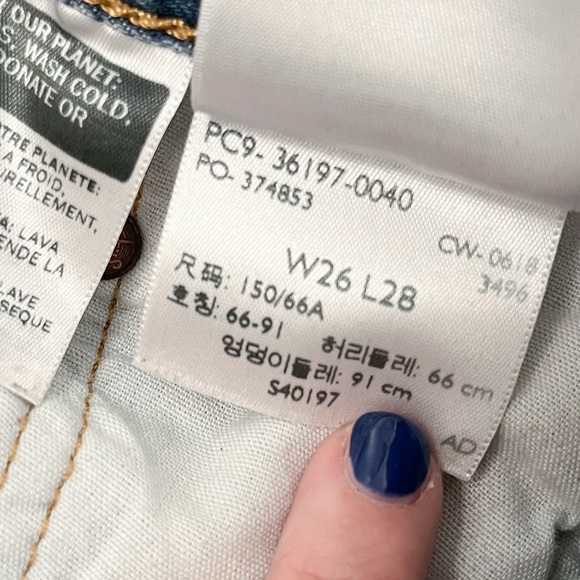 OUR PLANET:
WASH COLD,
DONATE OR
PLANETE:
A FROID,
LAVA
ENDE LA
LAVE
SEQUE
PC9- 36197-0040
PO- 374853
CW- 0618
3496
W26 L28
尺码: 150/66A
호칭: 66-91
허리둘레: 66 cm
엉덩이둘레: 91 cm
S40197
AD